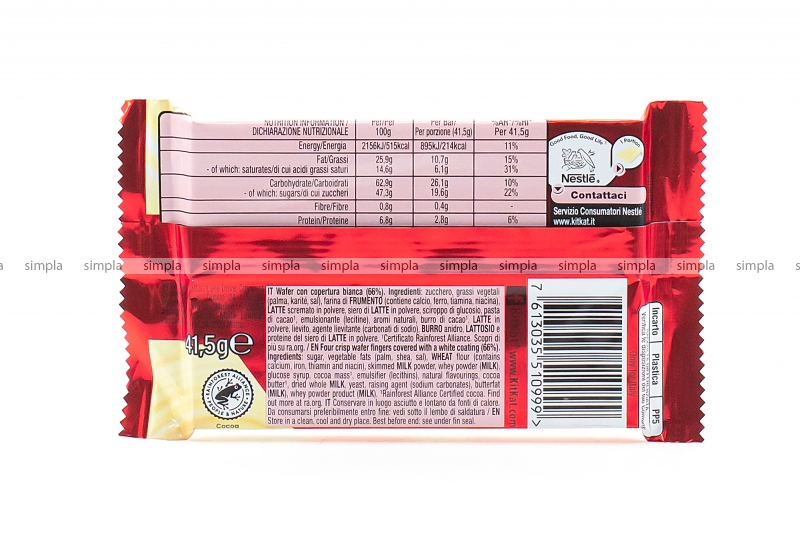 NUTRITION INFORMATION / Per/Per Per Bar/ %AR*/%RI*
DICHIARAZIONE NUTRIZIONALE 100g Per porzione (41,5g) Per 41,5g
Energy/Energia 2156kJ/515kcal 895kJ/214kcal 11%
Fat/Grassi 25.9g 10.7g 15%
- of which: saturates/di cui acidi grassi saturi 14.6g 6,1g 31%
Carbohydrate/Carboidrati 62.9g 26,1g 10%
- of which: sugars/di cui zuccheri 47,3g 19.6g 22%
Fibre/Fibre 0.8g 0.4g -
Protein/Proteine 6,8g 2,8g 6%
Good Food, Good Life
1 Portion
Nestlé®
Contattaci
Servizio Consumatori Nestlé
www.kitkat.it
simpla simpla simpla simpla simpla simpla simpla simpla simpla simpla simpla simpla simpla
IT Wafer con copertura bianca (66%). Ingredienti: zucchero, grassi vegetali
(palma, karité, sal), farina di FRUMENTO (contiene calcio, ferro, tiamina, niacina),
LATTE scremato in polvere, siero di LATTE in polvere, sciroppo di glucosio, pasta
di cacao¹, emulsionante (lecitine), aromi naturali, burro di cacao¹, LATTE in
polvere, lievito, agente lievitante (carbonati di sodio), BURRO anidro, LATTOSIO e
proteine del siero di LATTE in polvere. ¹Certificato Rainforest Alliance. Scopri di
più su ra.org. / EN Four crisp wafer fingers covered with a white coating (66%).
Ingredients: sugar, vegetable fats (palm, shea, sal), WHEAT flour (contains
calcium, iron, thiamin and niacin), skimmed MILK powder, whey powder (MILK),
glucose syrup, cocoa mass¹, emulsifier (lecithins), natural flavourings, cocoa
butter¹, dried whole MILK, yeast, raising agent (sodium carbonates), butterfat
(MILK), whey powder product (MILK). ¹Rainforest Alliance Certified cocoa. Find
out more at ra.org. IT Conservare in luogo asciutto e lontano da fonti di calore.
Da consumarsi preferibilmente entro fine: vedi sotto il lembo di saldatura / EN
Store in a clean, cool and dry place. Best before end: see under fin seal.
41,5g e
RAINFOREST ALLIANCE
PEOPLE & NATURE
Cocoa
www.KitKat.com
7 613035 510999 >
Incarto Plastica PP5